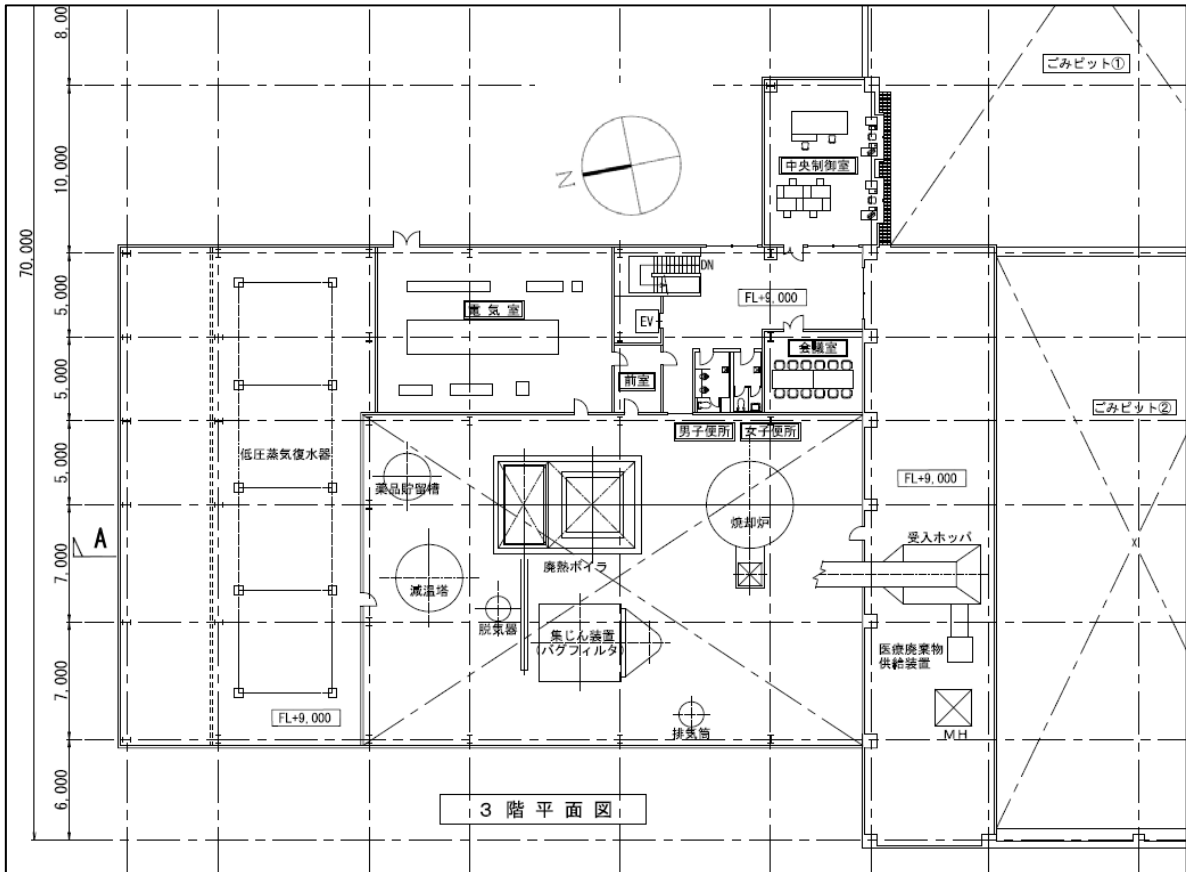 8,00
ごみピット①
10,000
中央制御室
N
70,000
DN
5,000
FL+9,000
電気室
EV
会議室
5,000
前室
ごみピット②
男子便所
女子便所
低圧蒸気復水器
5,000
FL+9,000
薬品貯留槽
焼却炉
A
受入ホッパ
7,000
廃熱ボイラ
減温塔
脱気器
集じん装置
(バグフィルタ)
医療廃棄物
供給装置
7,000
FL+9,000
排気筒
MH
6,000
3階平面図